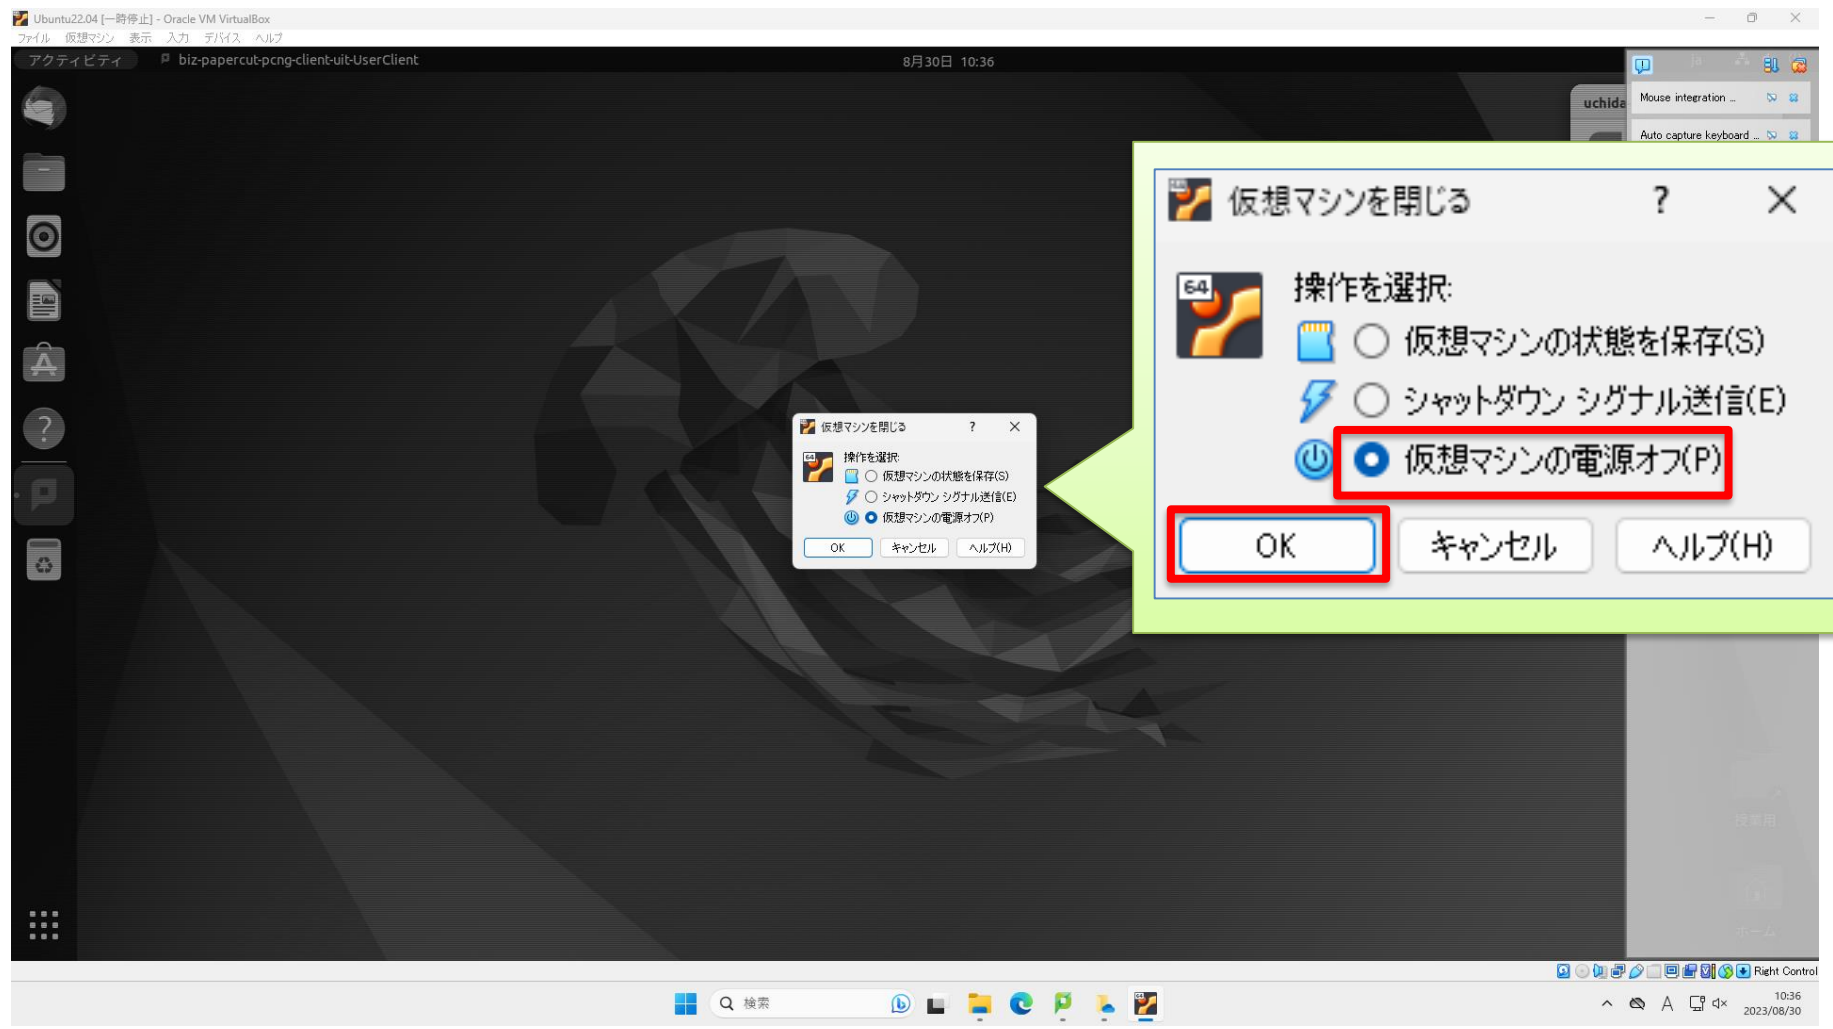 Ubuntu22.04 [一時停止] - Oracle VM VirtualBox
ファイル 仮想マシン 表示 入力 デバイス ヘルプ
アクティビティ biz-papercut-pcng-client-uit-UserClient 8月30日 10:36 ja
uchida
Mouse integration ...
Auto capture keyboard ...
仮想マシンを閉じる ?
操作を選択:
仮想マシンの状態を保存(S)
シャットダウン シグナル送信(E)
仮想マシンの電源オフ(P)
OK キャンセル ヘルプ(H)
仮想マシンを閉じる ?
64
操作を選択:
仮想マシンの状態を保存(S)
シャットダウン シグナル送信(E)
仮想マシンの電源オフ(P)
OK キャンセル ヘルプ(H)
授業用
ホーム
Right Control
検索
A
10:36
2023/08/30